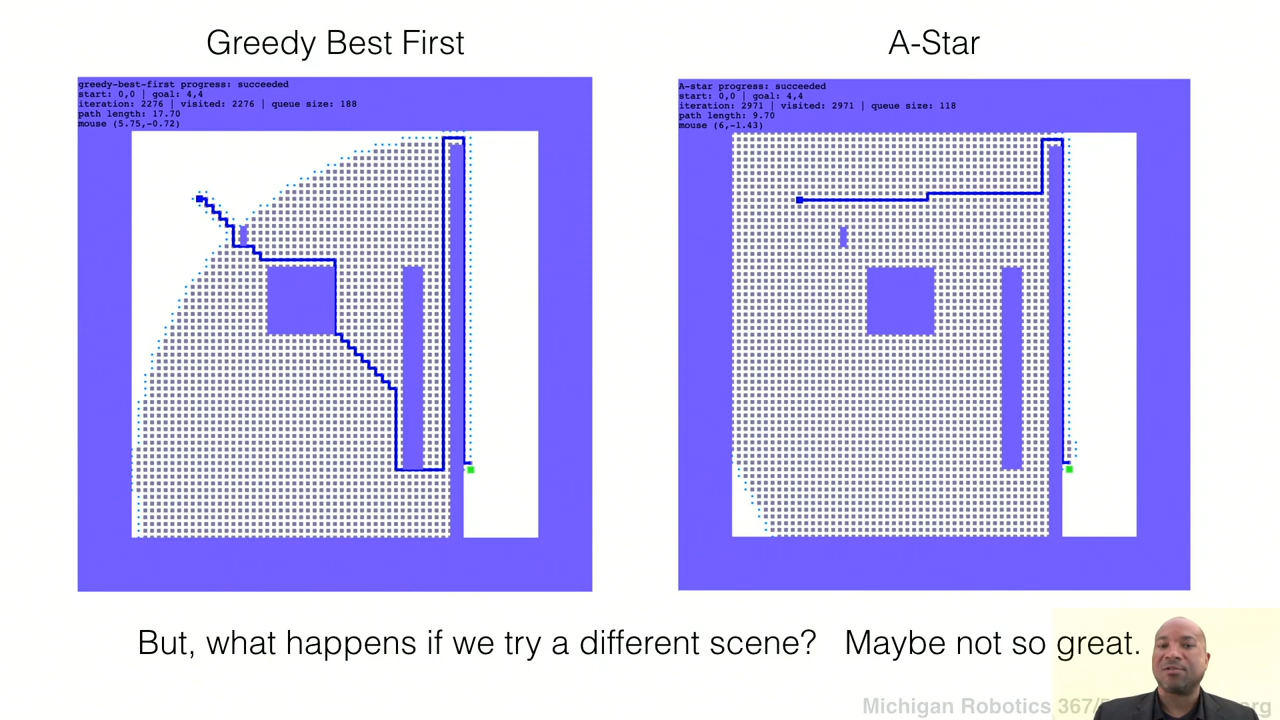 Greedy Best First
A-Star
greedy-best-first progress: succeeded
start: 0,0 | goal: 4,4
iteration: 2276 | visited: 2276 | queue size: 188
path length: 17.70
mouse (5.75,-0.72)
A-star progress: succeeded
start: 0,0 | goal: 4,4
iteration: 2971 | visited: 2971 | queue size: 118
path length: 9.70
mouse (6,-1.43)
But, what happens if we try a different scene? Maybe not so great.
Michigan Robotics 367/